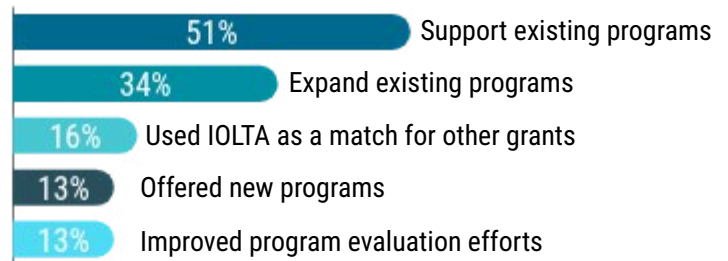 51% Support existing programs
34% Expand existing programs
16% Used IOLTA as a match for other grants
13% Offered new programs
13% Improved program evaluation efforts